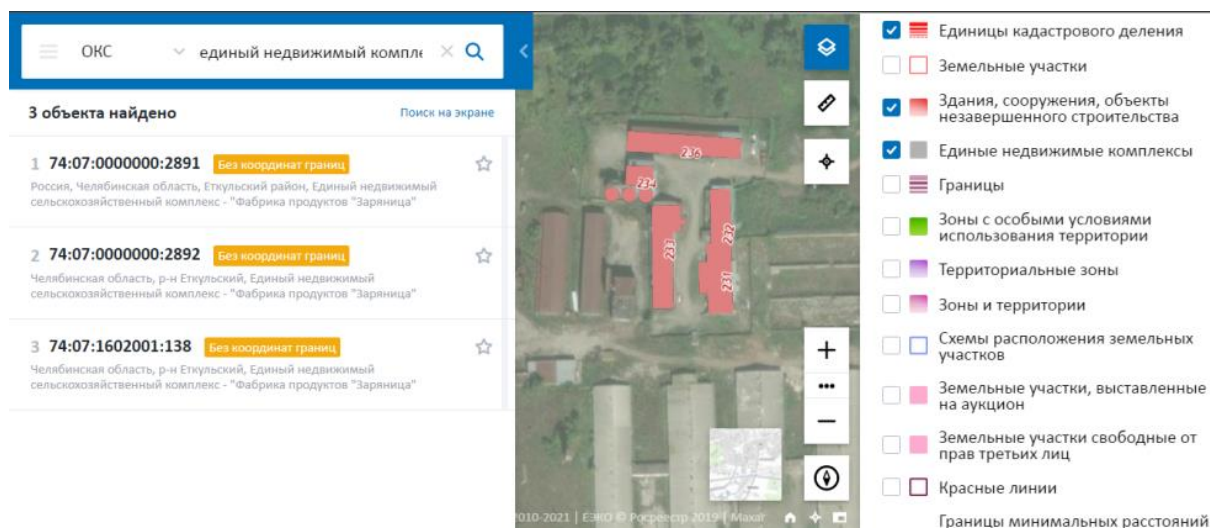 ОКС единый недвижимый компле
3 объекта найдено Поиск на экране
1 74:07:0000000:2891 Без координат границ
Россия, Челябинская область, Еткульский район, Единый недвижимый
сельскохозяйственный комплекс - "Фабрика продуктов "Заряница"
2 74:07:0000000:2892 Без координат границ
Челябинская область, р-н Еткульский, Единый недвижимый
сельскохозяйственный комплекс - "Фабрика продуктов "Заряница"
3 74:07:1602001:138 Без координат границ
Челябинская область, р-н Еткульский, Единый недвижимый
сельскохозяйственный комплекс - "Фабрика продуктов "Заряница"
236
234
233
232
231
2010-2021 | ЕЭКО © Росреестр 2019 | Maxar
Единицы кадастрового деления
Земельные участки
Здания, сооружения, объекты
незавершенного строительства
Единые недвижимые комплексы
Границы
Зоны с особыми условиями
использования территории
Территориальные зоны
Зоны и территории
Схемы расположения земельных
участков
Земельные участки, выставленные
на аукцион
Земельные участки свободные от
прав третьих лиц
Красные линии
Границы минимальных расстояний